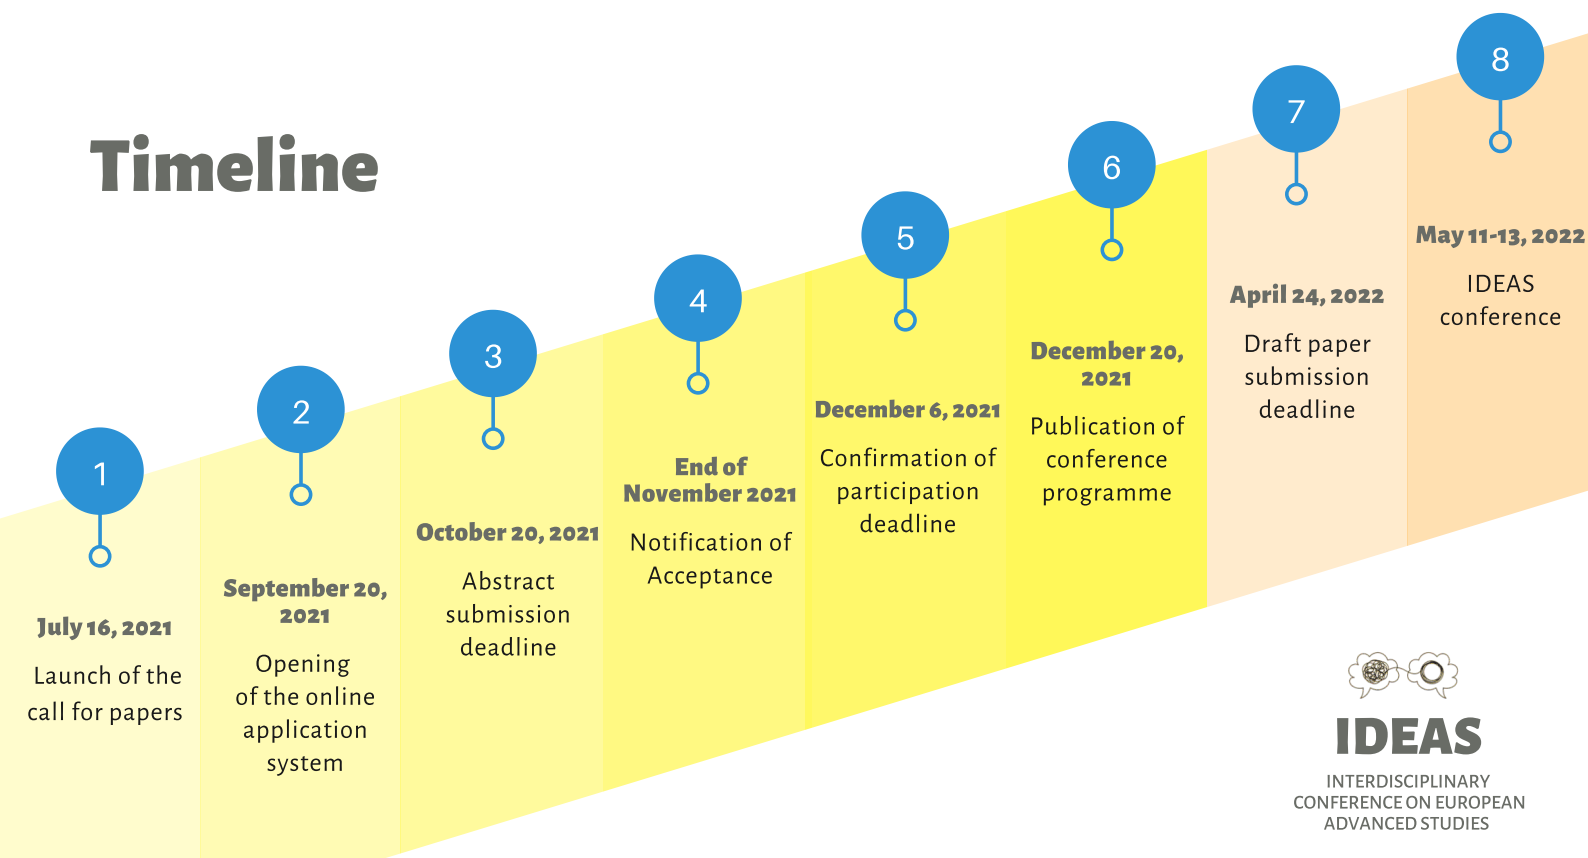 Timeline
1
July 16, 2021
Launch of the
call for papers
2
September 20,
2021
Opening
of the online
application
system
3
October 20, 2021
Abstract
submission
deadline
4
End of
November 2021
Notification of
Acceptance
5
December 6, 2021
Confirmation of
participation
deadline
6
December 20,
2021
Publication of
conference
programme
7
April 24, 2022
Draft paper
submission
deadline
8
May 11-13, 2022
IDEAS
conference
IDEAS
INTERDISCIPLINARY
CONFERENCE ON EUROPEAN
ADVANCED STUDIES